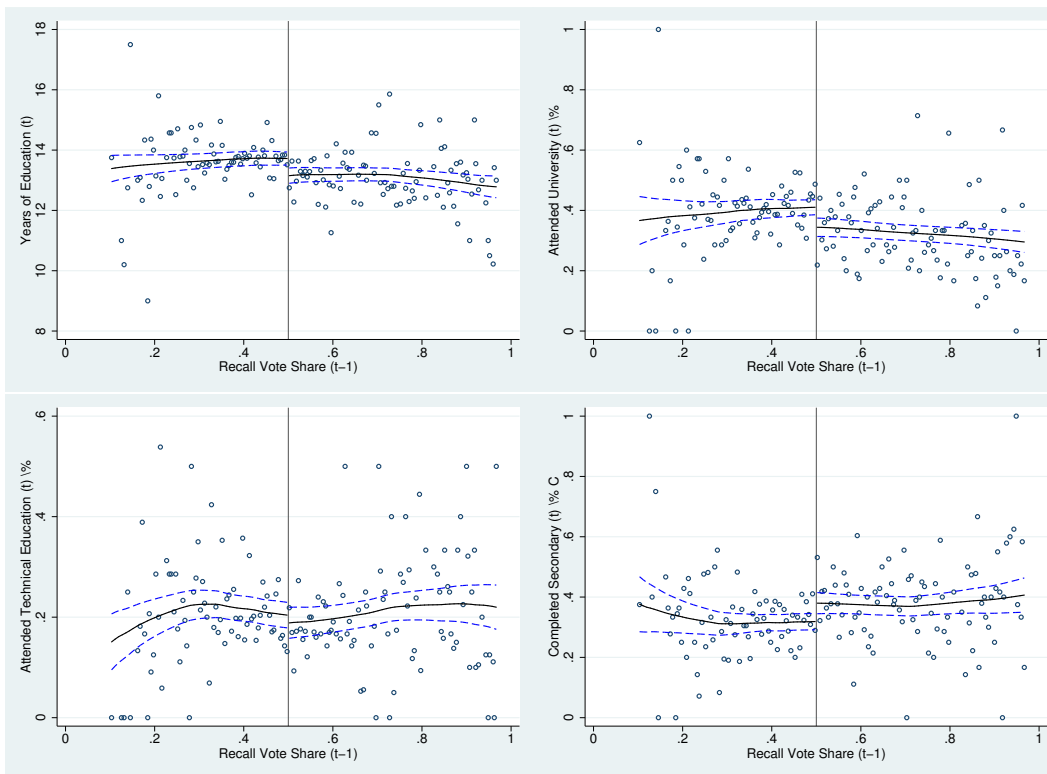 18
16
14
12
10
8
Years of Education (t)
0 .2 .4 .6 .8 1
Recall Vote Share (t−1)
1
.8
.6
.4
.2
0
Attended University (t) \%
0 .2 .4 .6 .8 1
Recall Vote Share (t−1)
.6
.4
.2
0
Attended Technical Education (t) \%
0 .2 .4 .6 .8 1
Recall Vote Share (t−1)
1
.8
.6
.4
.2
0
Completed Secondary (t) \% C
0 .2 .4 .6 .8 1
Recall Vote Share (t−1)